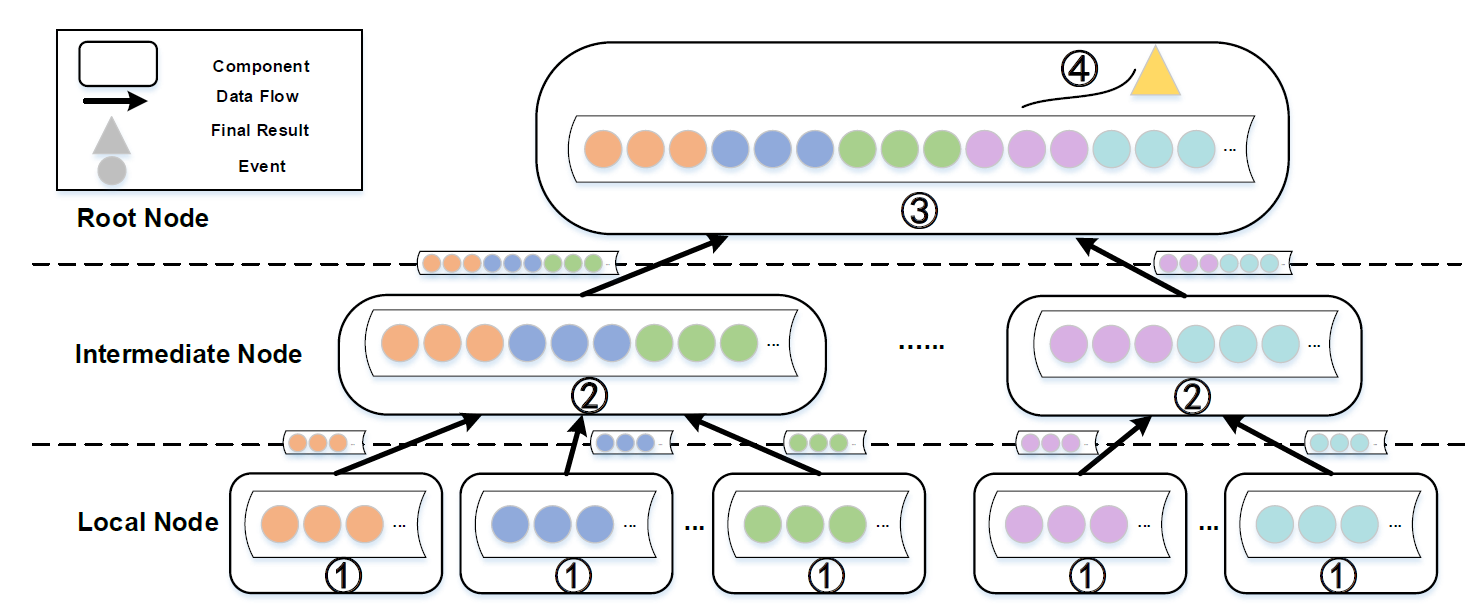 Component
Data Flow
Final Result
Event
④
...
③
Root Node
Intermediate Node
...
②
......
...
②
Local Node
...
①
...
①
...
...
①
...
①
...
...
①